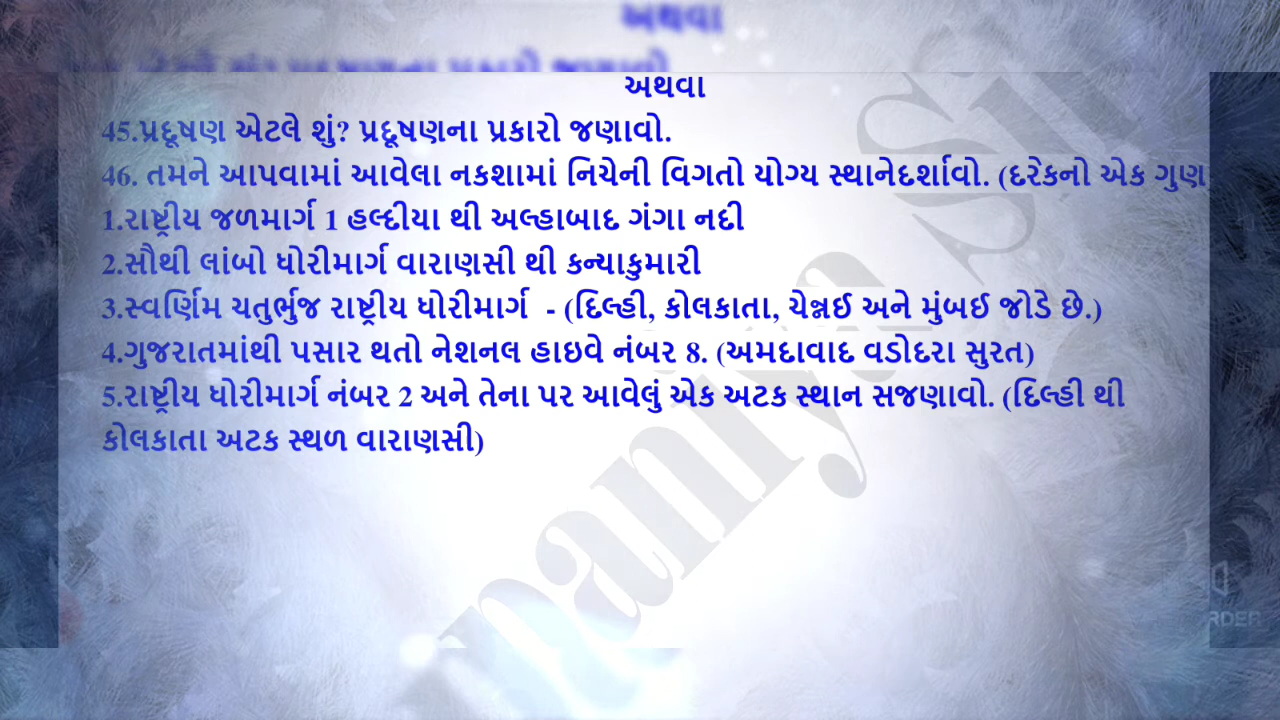 અથવા
અથવા
45.પ્રદૂષણ એટલે શું? પ્રદૂષણના પ્રકારો જણાવો.
46. તમને આપવામાં આવેલા નકશામાં નિચેની વિગતો યોગ્ય સ્થાનેદર્શાવો. (દરેકનો એક ગુણ
1.રાષ્ટ્રીય જળમાર્ગ 1 હલ્દીયા થી અલ્હાબાદ ગંગા નદી
2.સૌથી લાંબો ધોરીમાર્ગ વારાણસી થી કન્યાકુમારી
3.સ્વર્ણિમ ચતુર્ભુજ રાષ્ટ્રીય ધોરીમાર્ગ - (દિલ્હી, કોલકાતા, ચેન્નઈ અને મુંબઈ જોડે છે.)
4.ગુજરાતમાંથી પસાર થતો નેશનલ હાઇવે નંબર 8. (અમદાવાદ વડોદરા સુરત)
5.રાષ્ટ્રીય ધોરીમાર્ગ નંબર 2 અને તેના પર આવેલું એક અટક સ્થાન સજણાવો. (દિલ્હી થી
કોલકાતા અટક સ્થળ વારાણસી)